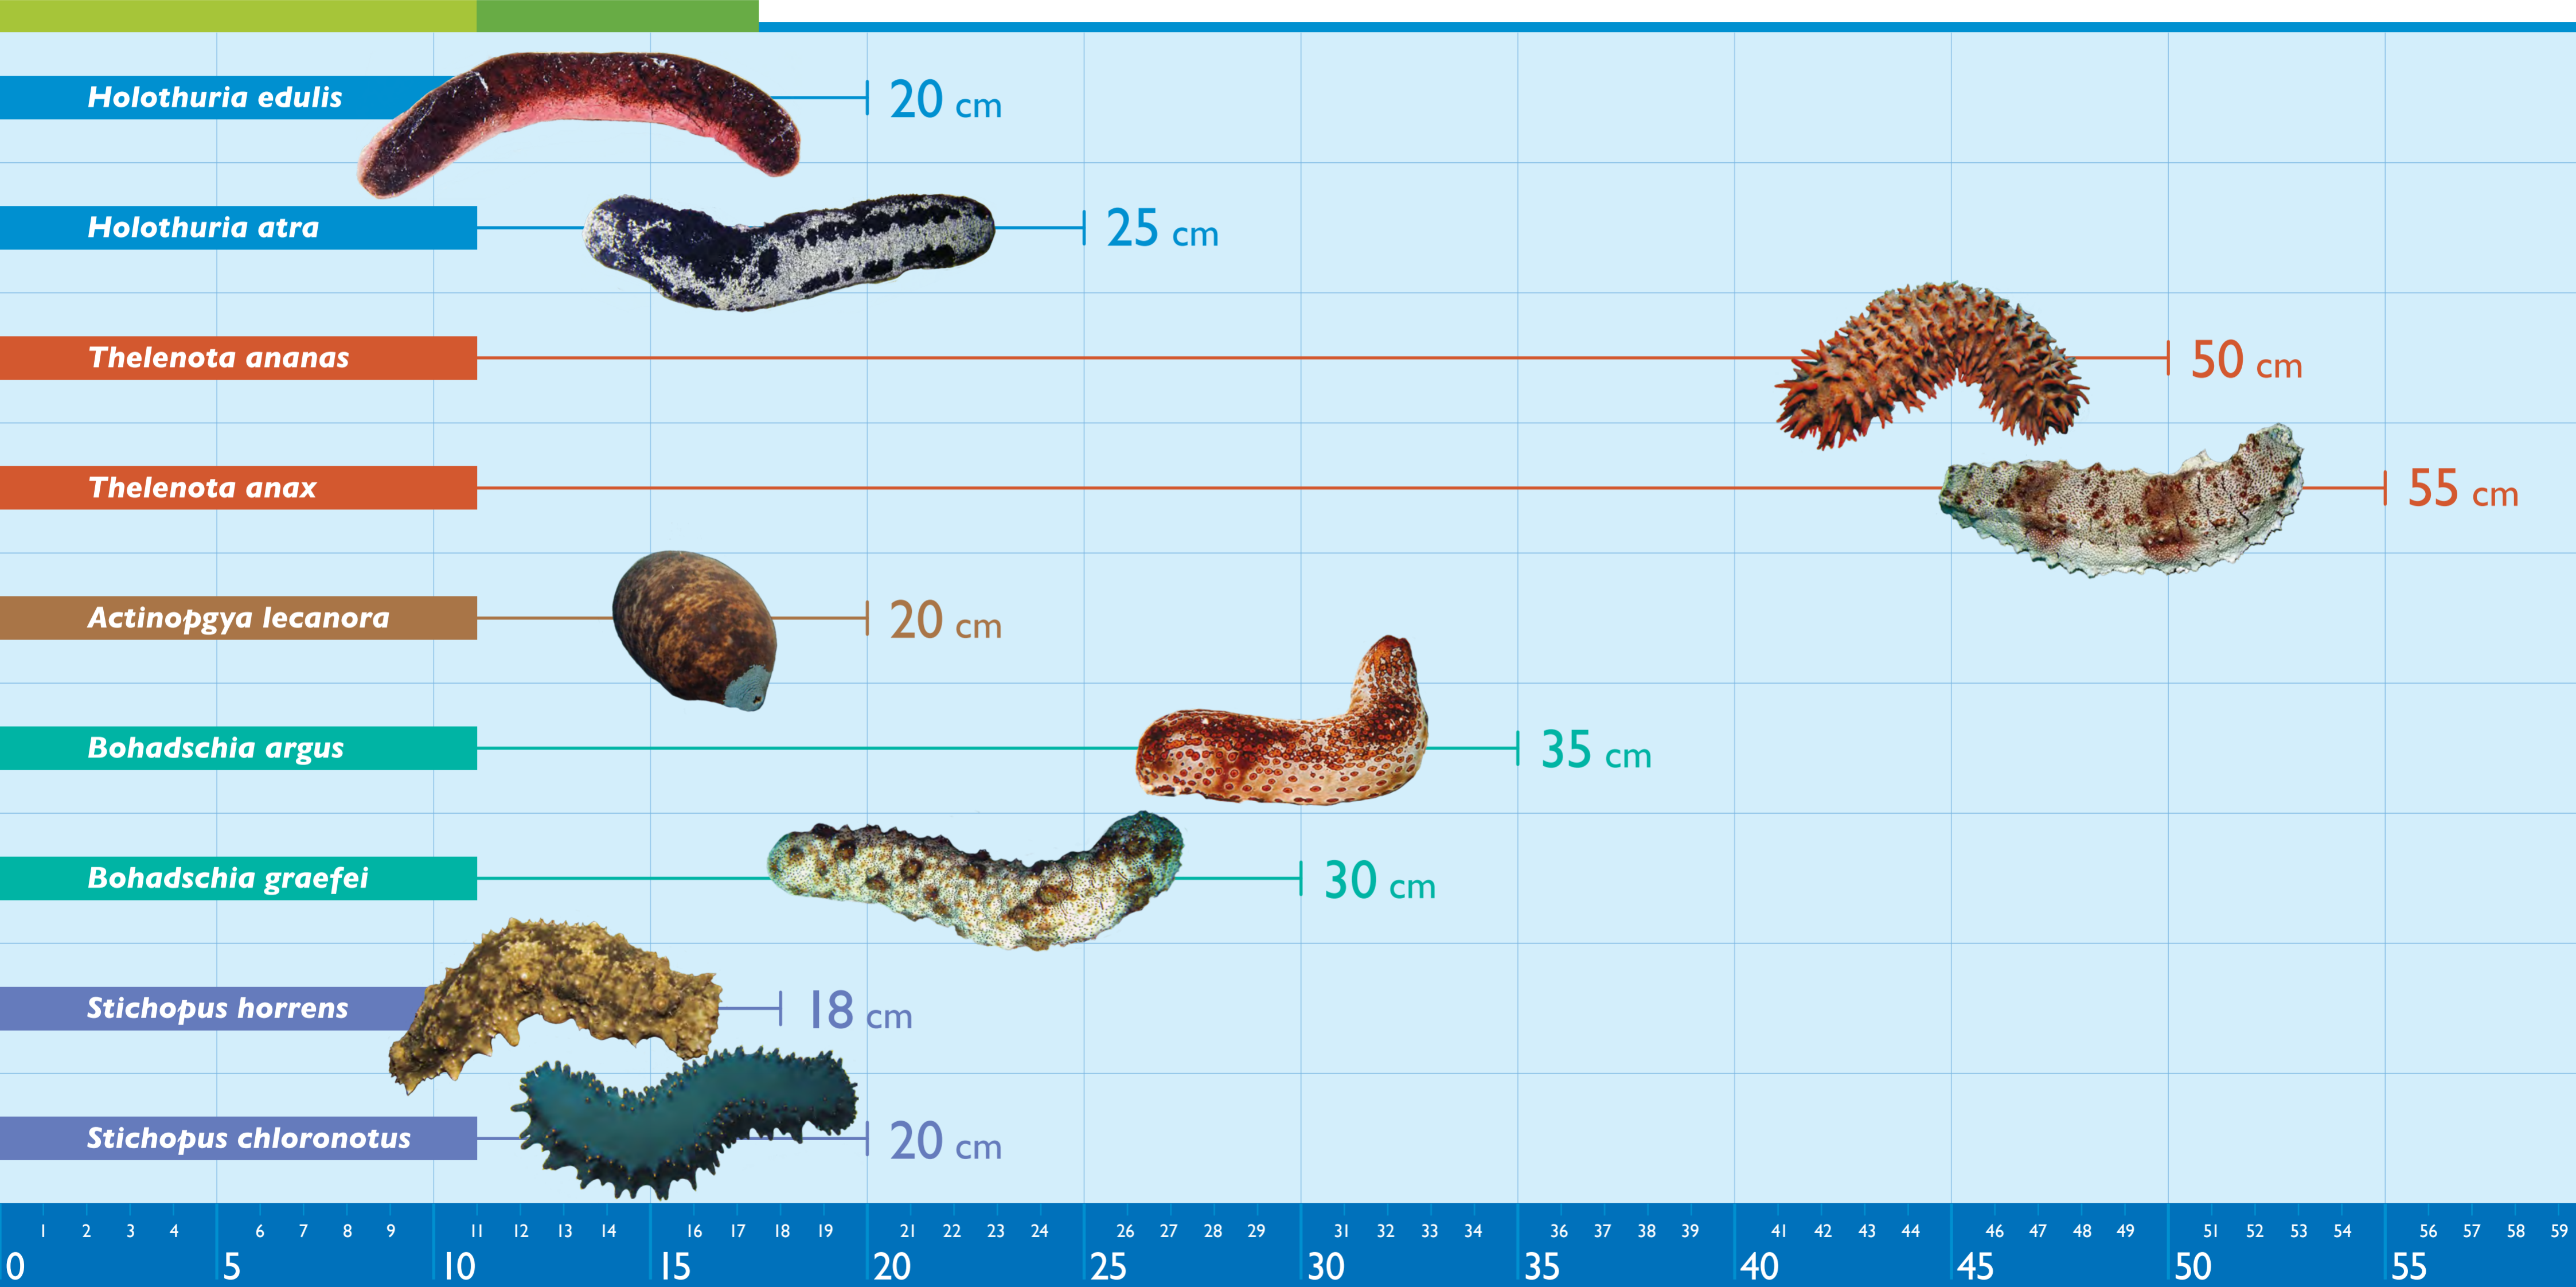 Holothuria edulis 20 cm
Holothuria atra 25 cm
Thelenota ananas 50 cm
Thelenota anax 55 cm
Actinopgya lecanora 20 cm
Bohadschia argus 35 cm
Bohadschia graefei 30 cm
Stichopus horrens 18 cm
Stichopus chloronotus 20 cm
1 2 3 4 6 7 8 9 11 12 13 14 16 17 18 19 21 22 23 24 26 27 28 29 31 32 33 34 36 37 38 39 41 42 43 44 46 47 48 49 51 52 53 54 56 57 58 59
0 5 10 15 20 25 30 35 40 45 50 55